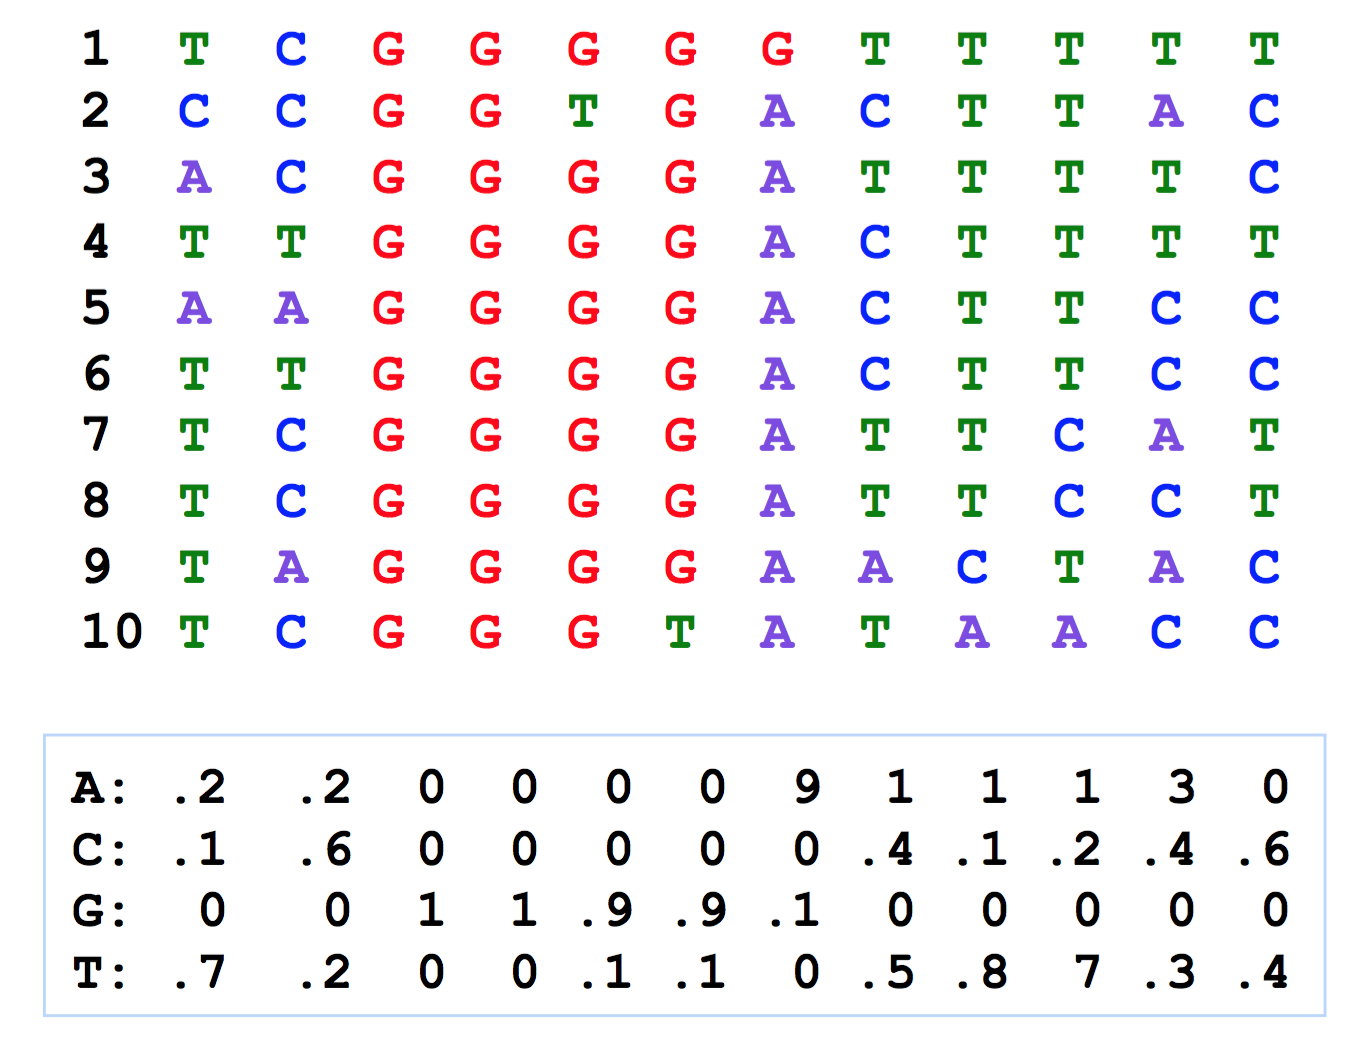 1 T C G G G G G T T T T T
2 C C G G T G A C T T A C
3 A C G G G G A T T T T C
4 T T G G G G A C T T T T
5 A A G G G G A C T T C C
6 T T G G G G A C T T C C
7 T C G G G G A T T C A T
8 T C G G G G A T T C C T
9 T A G G G G A A C T A C
10 T C G G G T A T A A C C
A: .2 .2 0 0 0 0 9 1 1 1 3 0
C: .1 .6 0 0 0 0 0 .4 .1 .2 .4 .6
G: 0 0 1 1 .9 .9 .1 0 0 0 0 0
T: .7 .2 0 0 .1 .1 0 .5 .8 7 .3 .4